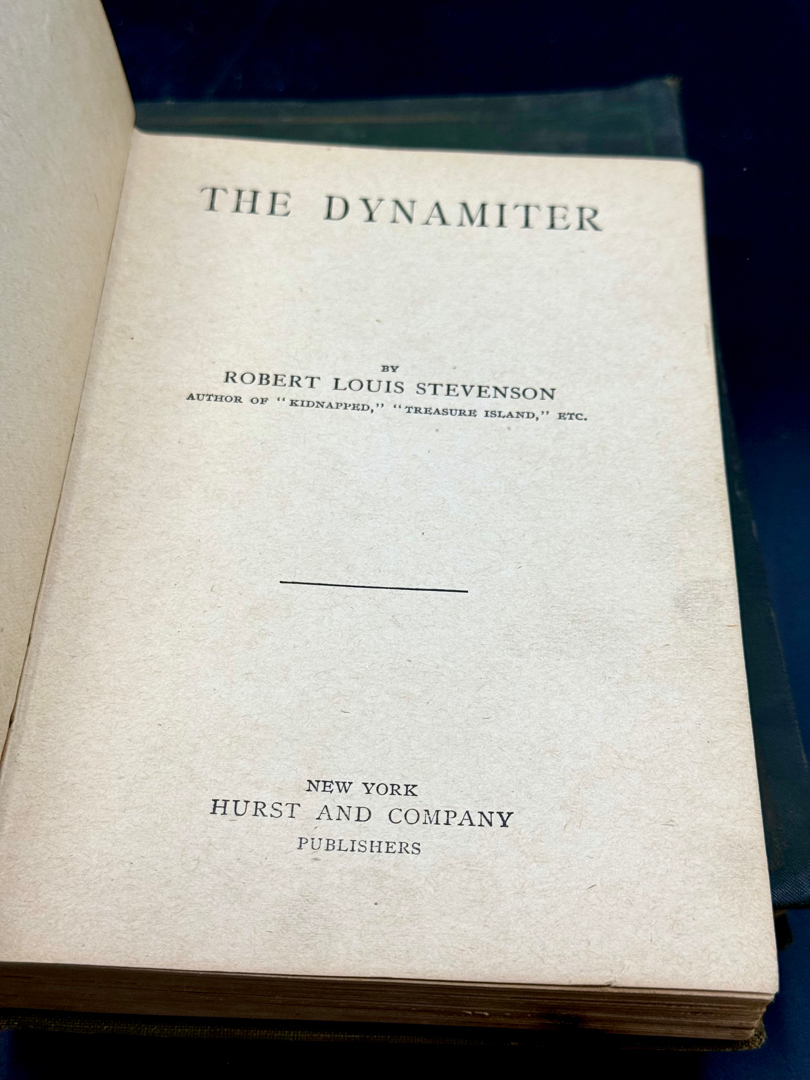 THE DYNAMITER
BY
ROBERT LOUIS STEVENSON
AUTHOR OF "KIDNAPPED," "TREASURE ISLAND," ETC.
NEW YORK
HURST AND COMPANY
PUBLISHERS